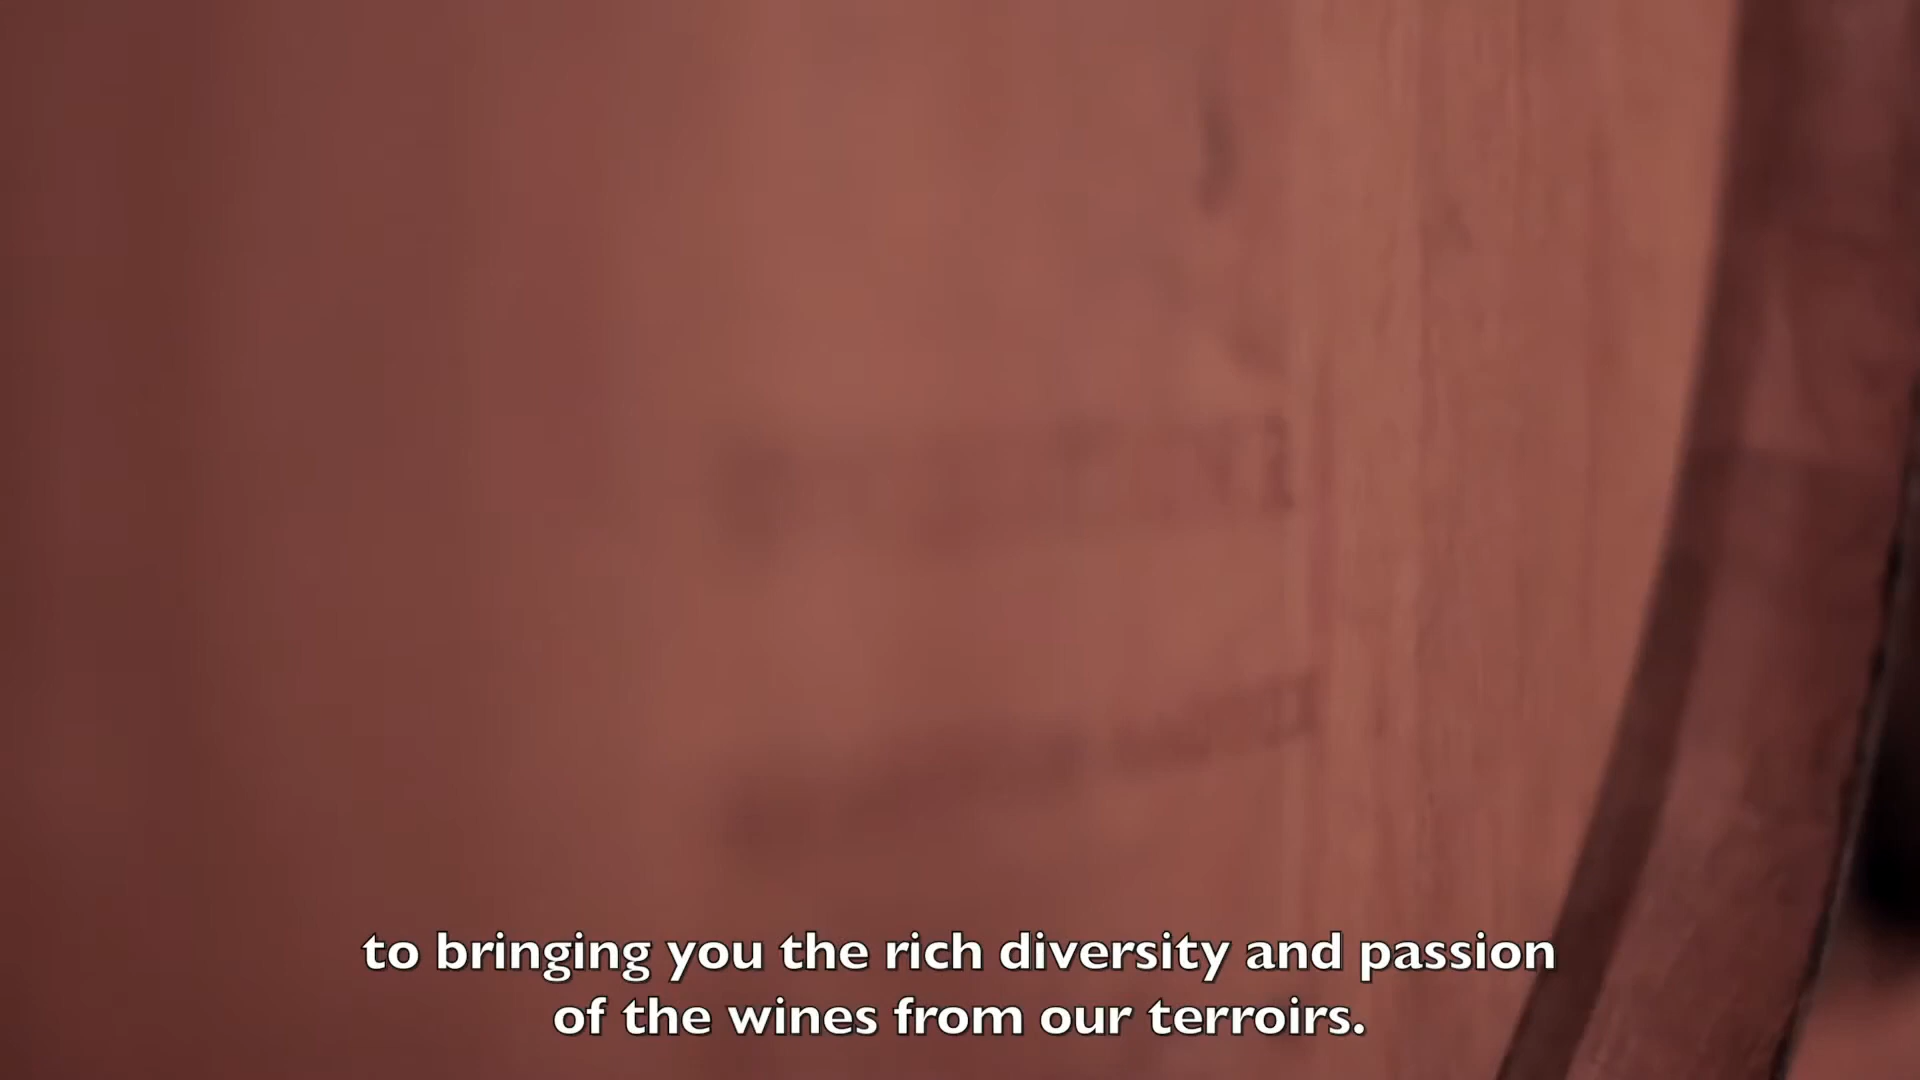 to bringing you the rich diversity and passion
of the wines from our terroirs.